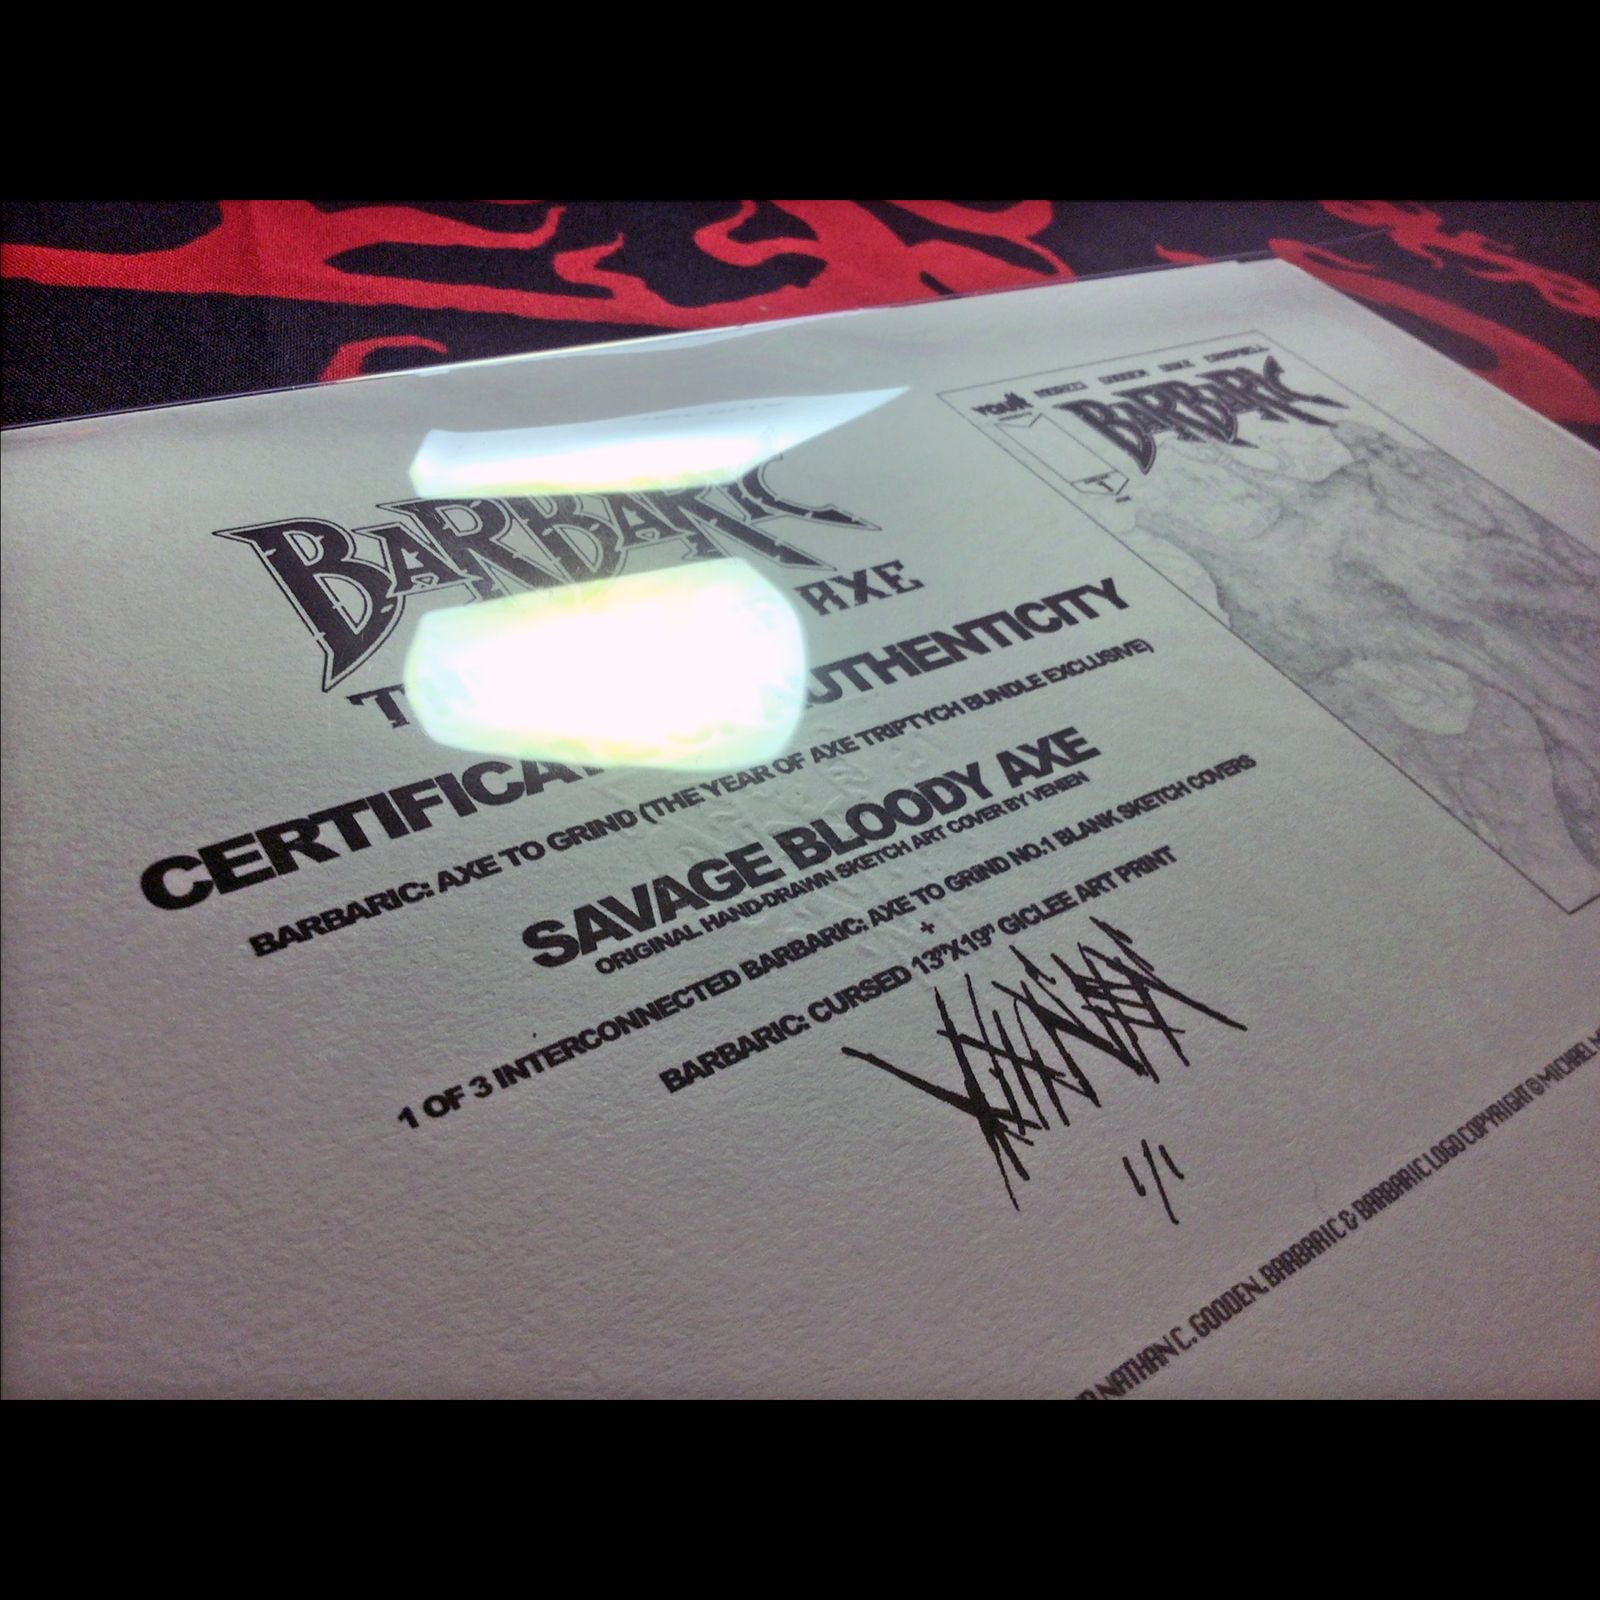 BARBARIC
AXE
AUTHENTICITY
BARBARIC: AXE TO GRIND (THE YEAR OF AXE TRIPTYCH BUNDLE EXCLUSIVE)
SAVAGE BLOODY AXE
ORIGINAL HAND-DRAWN SKETCH ART COVER BY VEHIEN
1 OF 3 INTERCONNECTED BARBARIC: AXE TO GRIND NO.1 BLANK SKETCH COVERS
+
BARBARIC: CURSED 13"X19" GICLEE ART PRINT
1/1
NATHAN C. GOODEN. BARBARIC & BARBARIC LOGO COPYRIGHT © MICHAEL
BARBARIC